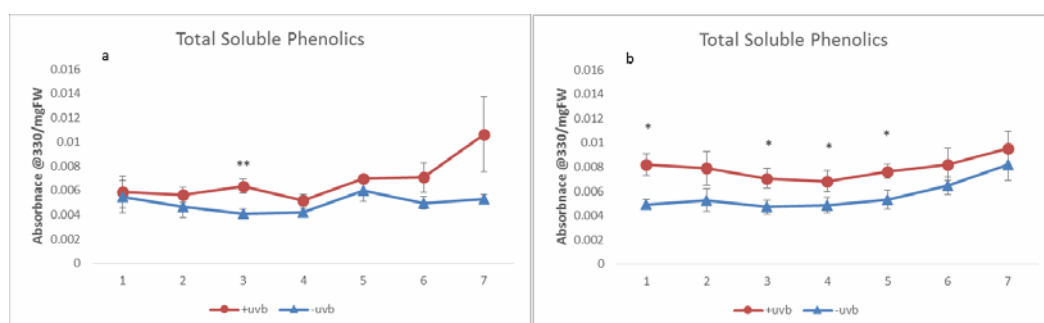 Total Soluble Phenolics
a
Absorbnace @330/mgFW
0.016
0.014
0.012
0.01
0.008
0.006
0.004
0.002
0
**
1 2 3 4 5 6 7
+uvb -uvb
Total Soluble Phenolics
b
Absorbnace @330/mgFW
0.016
0.014
0.012
0.01
0.008
0.006
0.004
0.002
0
* * * *
1 2 3 4 5 6 7
+uvb -uvb